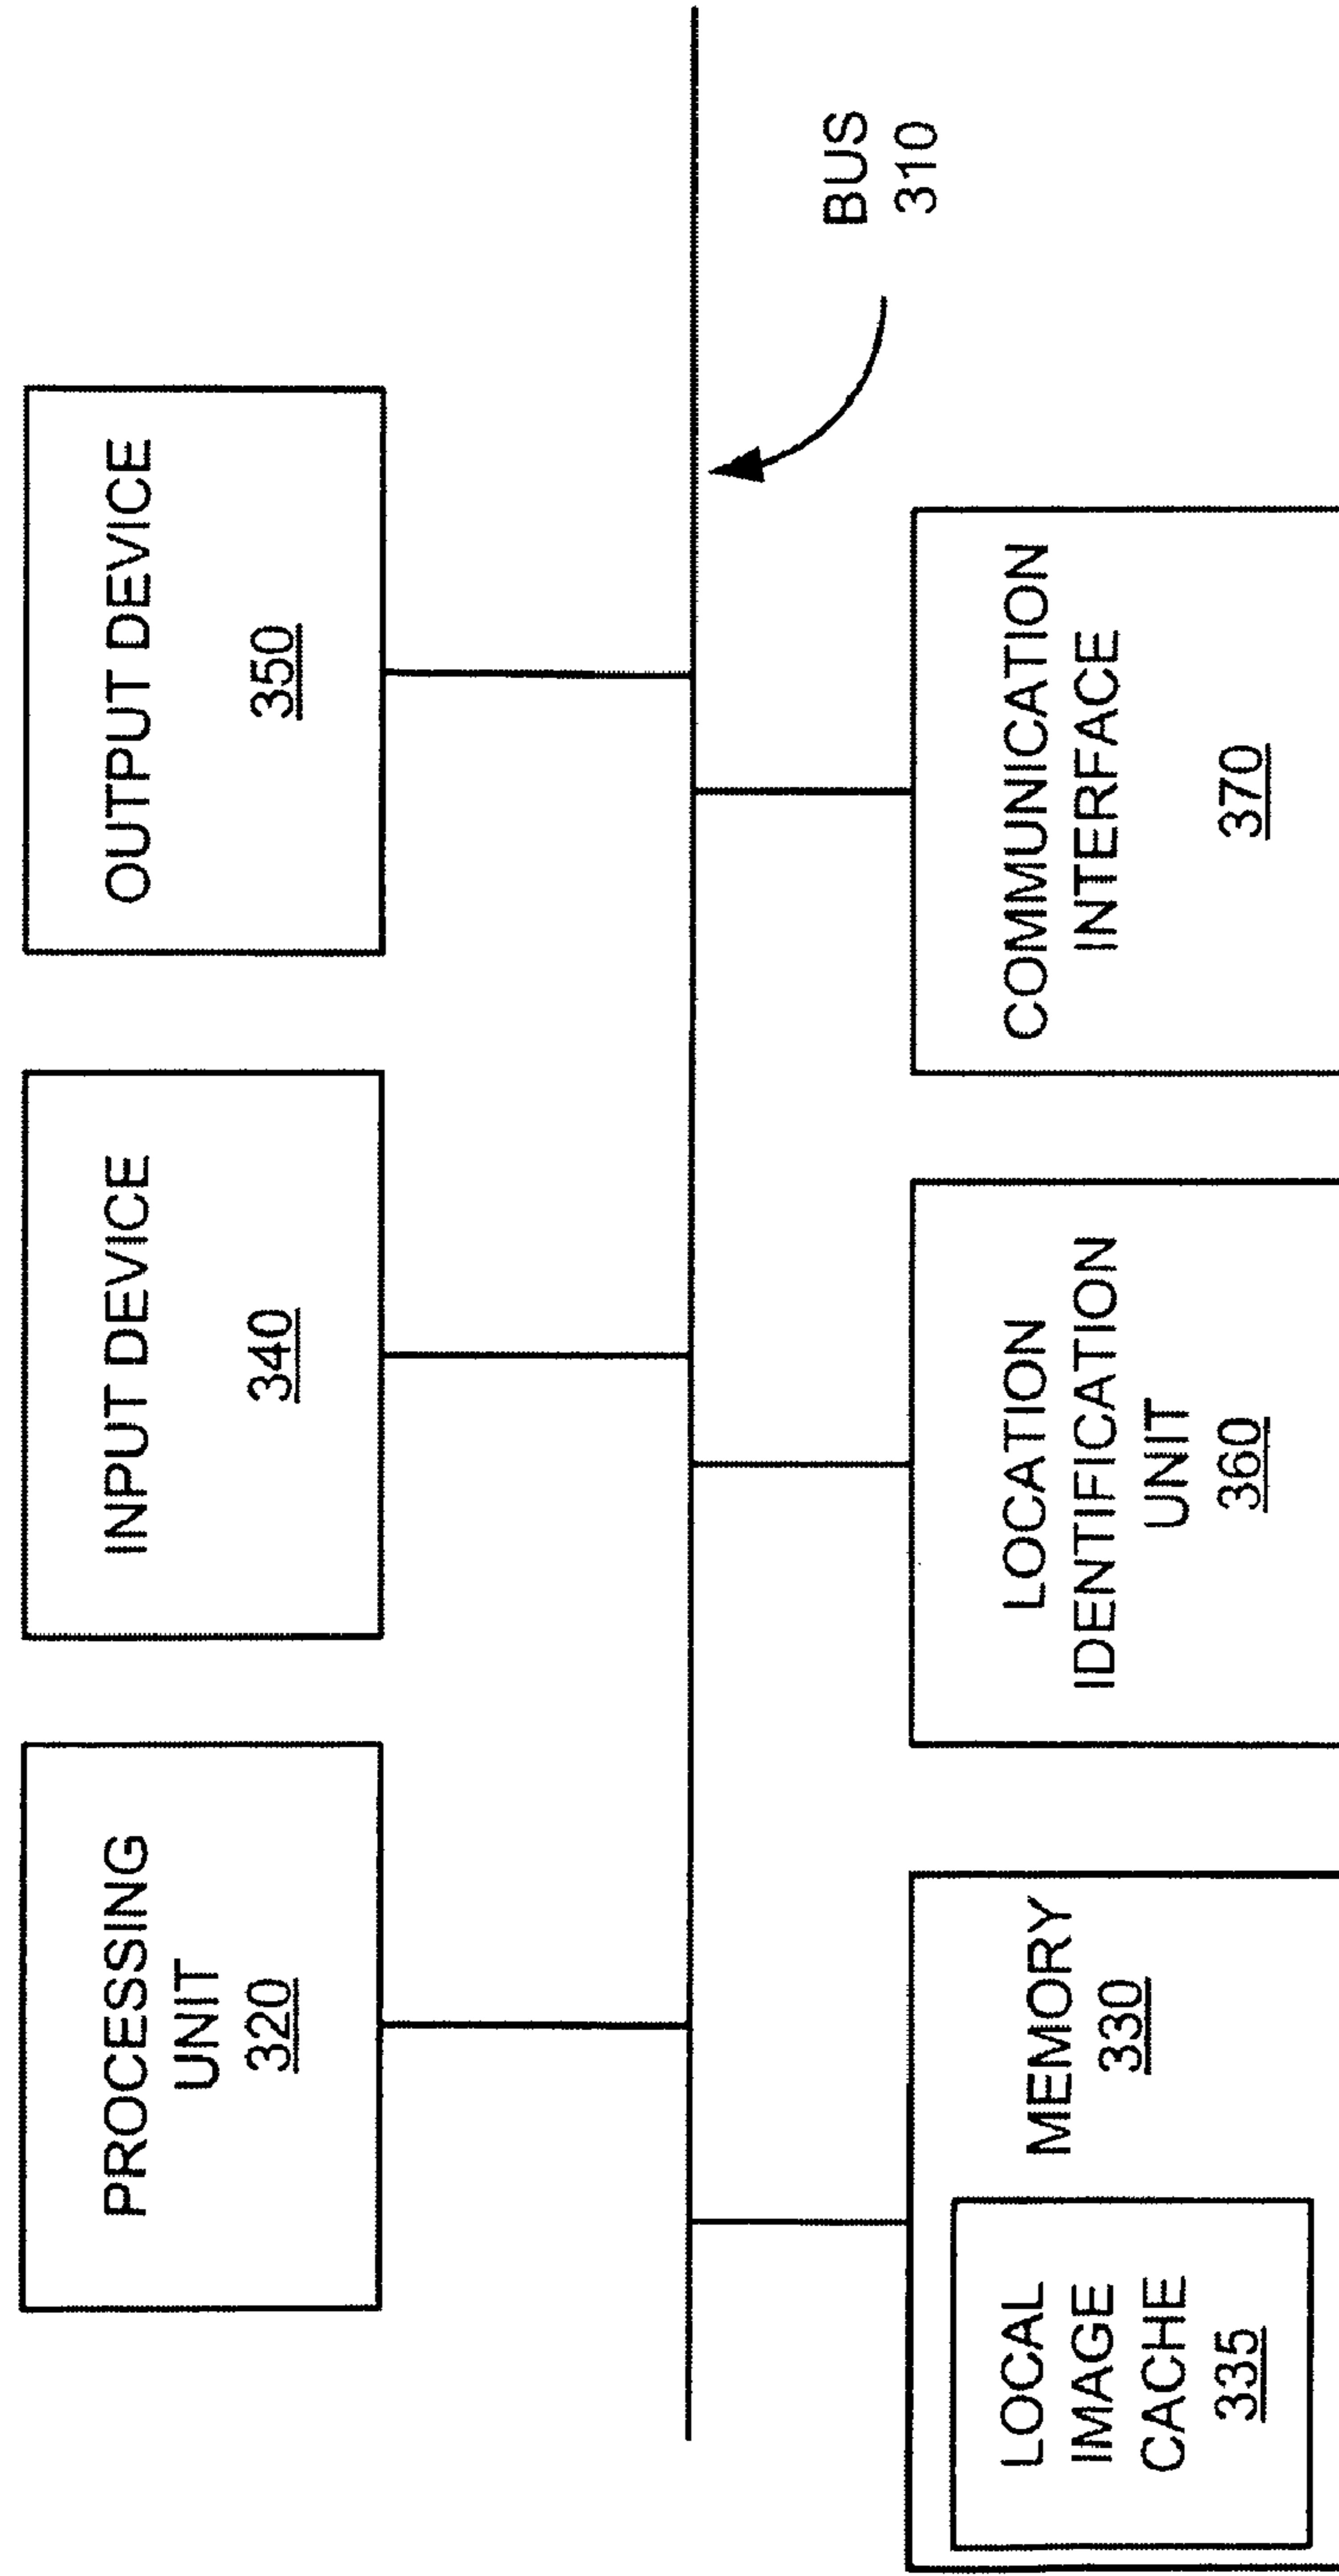 PROCESSING
UNIT
320
INPUT DEVICE
340
OUTPUT DEVICE
350
BUS
310
MEMORY
330
LOCAL
IMAGE
CACHE
335
LOCATION
IDENTIFICATION
UNIT
360
COMMUNICATION
INTERFACE
370